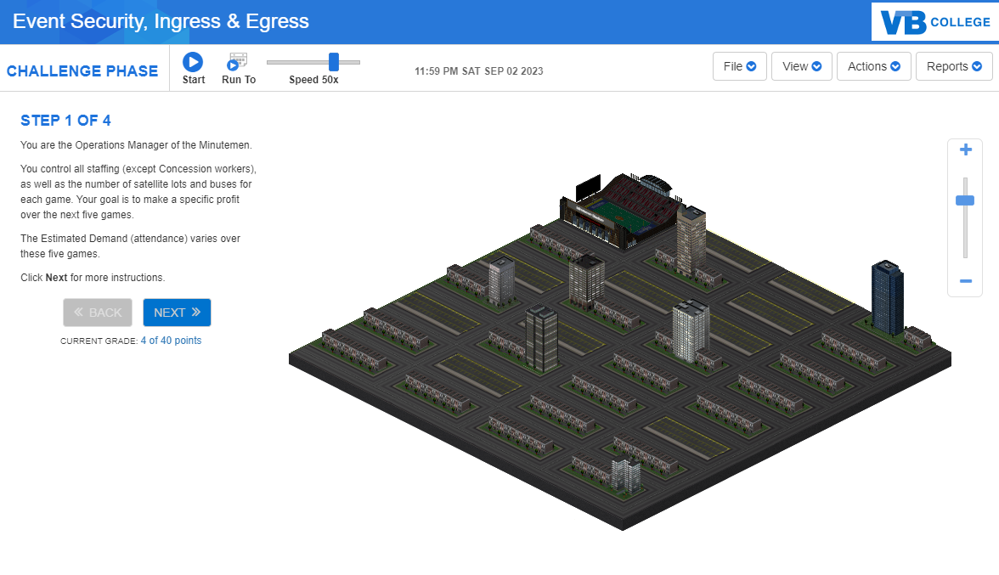 Event Security, Ingress & Egress
VB COLLEGE
CHALLENGE PHASE
Start
Run To
Speed 50x
11:59 PM SAT SEP 02 2023
File
View
Actions
Reports
STEP 1 OF 4
You are the Operations Manager of the Minutemen.
You control all staffing (except Concession workers),
as well as the number of satellite lots and buses for
each game. Your goal is to make a specific profit
over the next five games.
The Estimated Demand (attendance) varies over
these five games.
Click Next for more instructions.
BACK
NEXT
CURRENT GRADE: 4 of 40 points